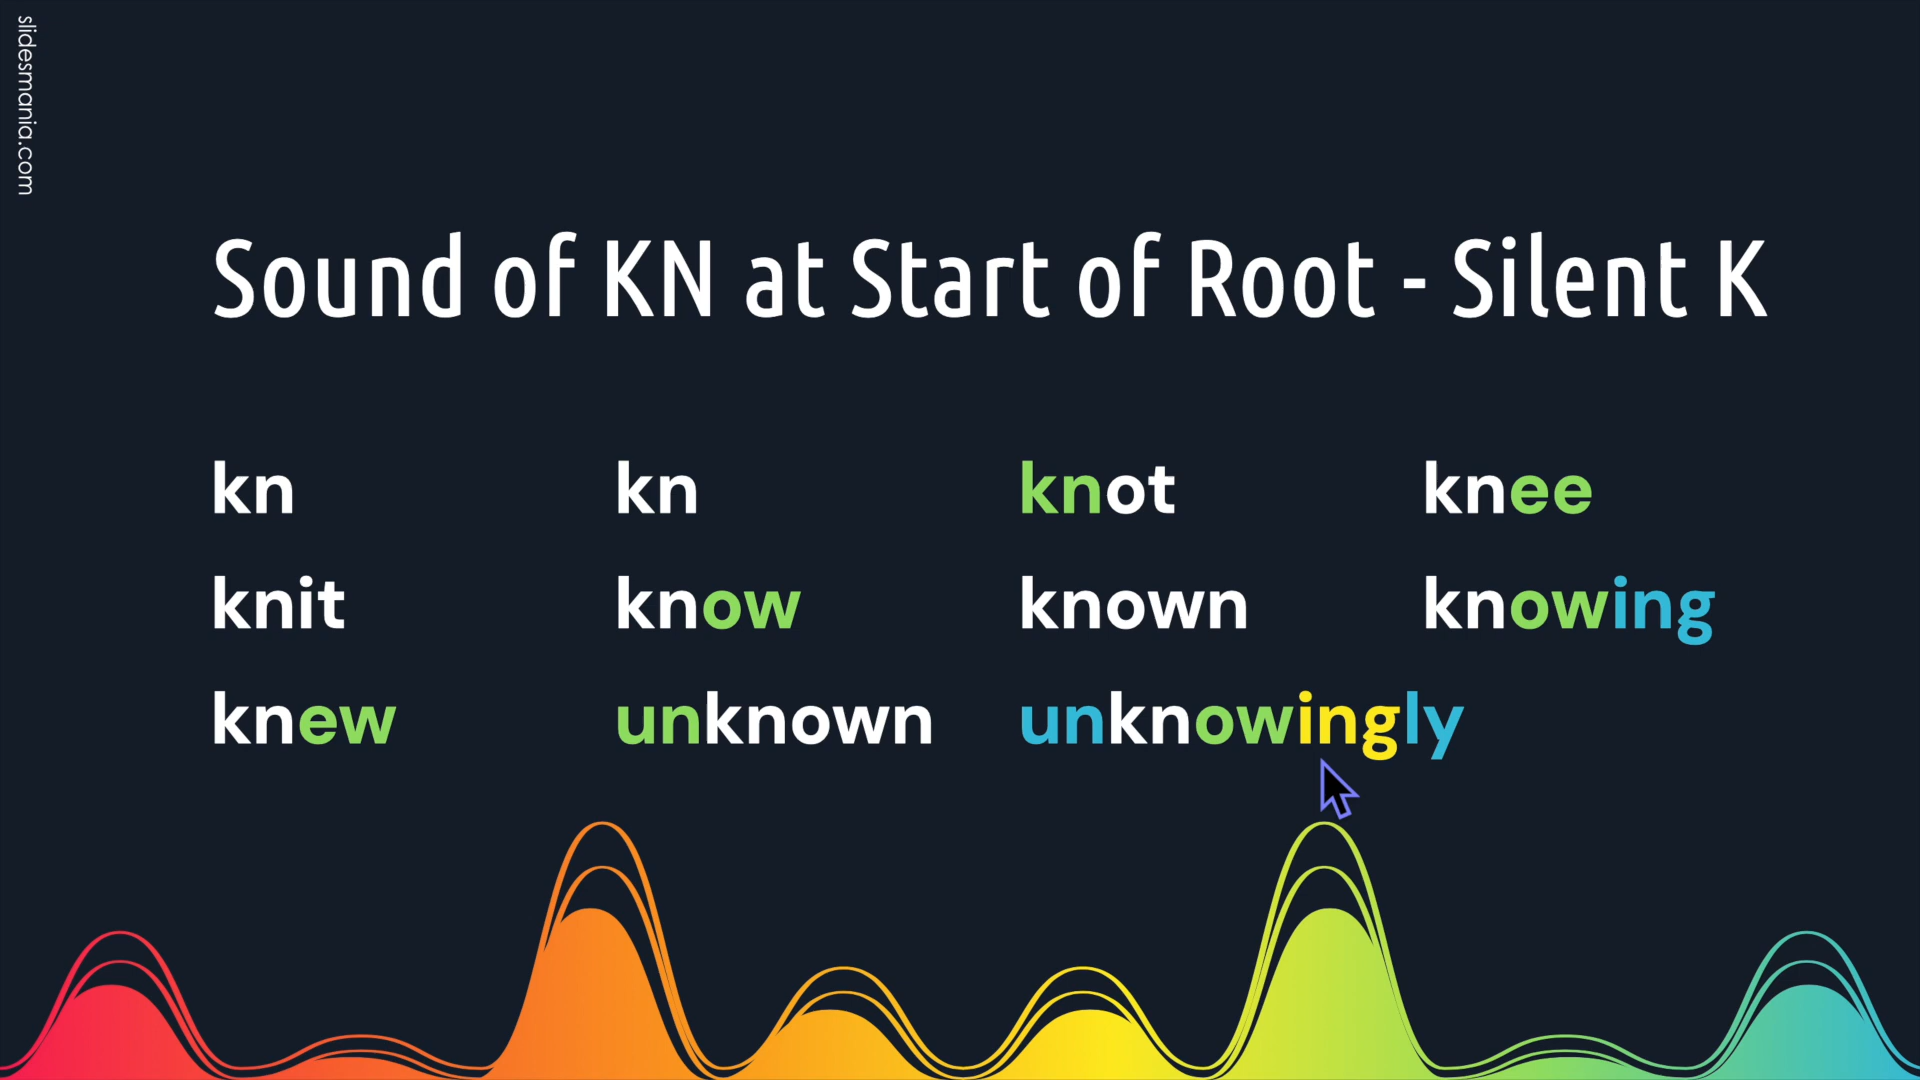 slidesmania.com
Sound of KN at Start of Root - Silent K
kn kn knot knee
knit know known knowing
knew unknown unknowingly